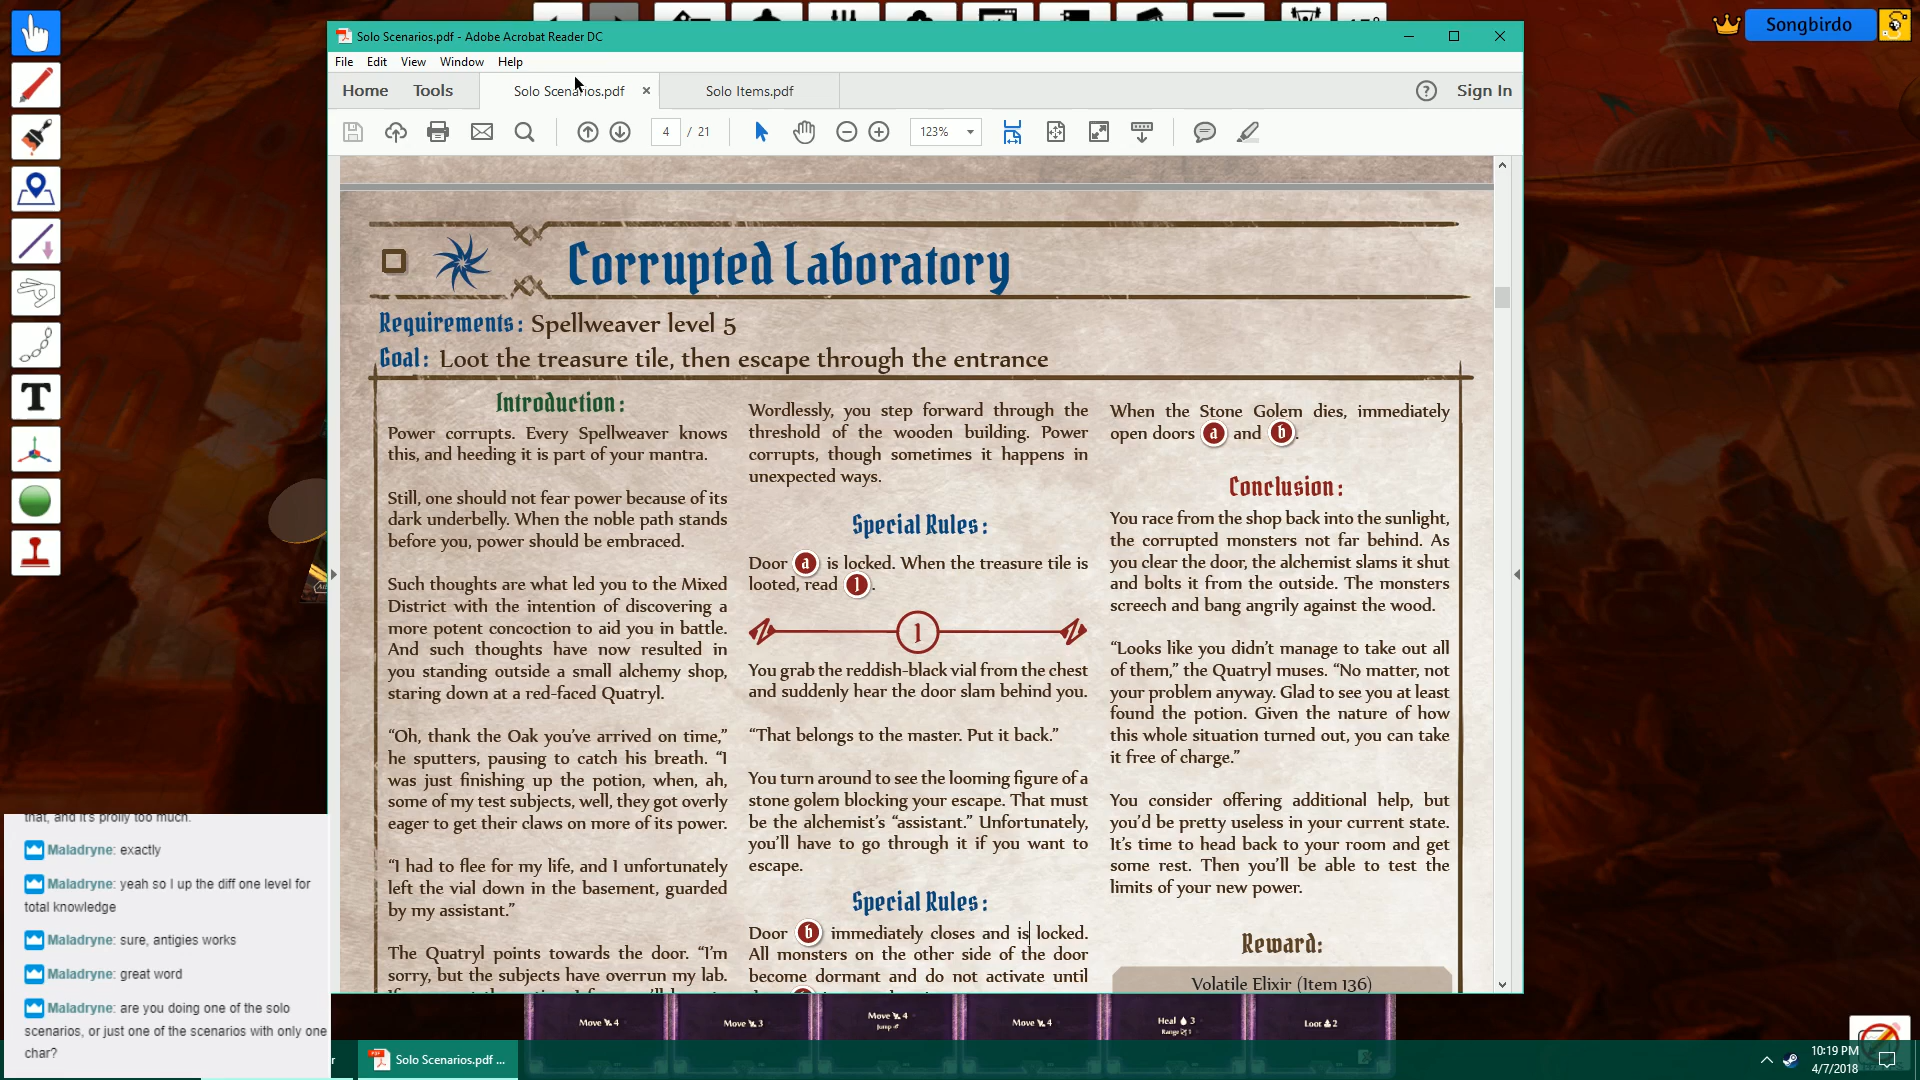 Songbirdo
Solo Scenarios.pdf - Adobe Acrobat Reader DC
File Edit View Window Help
Home Tools Solo Scenarios.pdf × Solo Items.pdf ? Sign In
4 / 21 123%
Corrupted Laboratory
Requirements: Spellweaver level 5
Goal: Loot the treasure tile, then escape through the entrance
Introduction:
Power corrupts. Every Spellweaver knows
this, and heeding it is part of your mantra.
Still, one should not fear power because of its
dark underbelly. When the noble path stands
before you, power should be embraced.
Such thoughts are what led you to the Mixed
District with the intention of discovering a
more potent concoction to aid you in battle.
And such thoughts have now resulted in
you standing outside a small alchemy shop,
staring down at a red-faced Quatryl.
“Oh, thank the Oak you’ve arrived on time,”
he sputters, pausing to catch his breath. “I
was just finishing up the potion, when, ah,
some of my test subjects, well, they got overly
eager to get their claws on more of its power.
“I had to flee for my life, and I unfortunately
left the vial down in the basement, guarded
by my assistant.”
The Quatryl points towards the door. “I’m
sorry, but the subjects have overrun my lab.
Wordlessly, you step forward through the
threshold of the wooden building. Power
corrupts, though sometimes it happens in
unexpected ways.
Special Rules:
Door a is locked. When the treasure tile is
looted, read 1.
1
You grab the reddish-black vial from the chest
and suddenly hear the door slam behind you.
“That belongs to the master. Put it back.”
You turn around to see the looming figure of a
stone golem blocking your escape. That must
be the alchemist’s “assistant.” Unfortunately,
you’ll have to go through it if you want to
escape.
Special Rules:
Door b immediately closes and is locked.
All monsters on the other side of the door
become dormant and do not activate until
When the Stone Golem dies, immediately
open doors a and b.
Conclusion:
You race from the shop back into the sunlight,
the corrupted monsters not far behind. As
you clear the door, the alchemist slams it shut
and bolts it from the outside. The monsters
screech and bang angrily against the wood.
“Looks like you didn’t manage to take out all
of them,” the Quatryl muses. “No matter, not
your problem anyway. Glad to see you at least
found the potion. Given the nature of how
this whole situation turned out, you can take
it free of charge.”
You consider offering additional help, but
you’d be pretty useless in your current state.
It’s time to head back to your room and get
some rest. Then you’ll be able to test the
limits of your new power.
Reward:
Volatile Elixir (Item 136)
that, and it's prolly too much.
Maladryne: exactly
Maladryne: yeah so I up the diff one level for
total knowledge
Maladryne: sure, antigies works
Maladryne: great word
Maladryne: are you doing one of the solo
scenarios, or just one of the scenarios with only one
char?
Move 4
Move 3
Move 4
Jump
Move 4
Heal 3
Range 1
Loot 2
r
Solo Scenarios.pdf ...
10:19 PM
4/7/2018
T